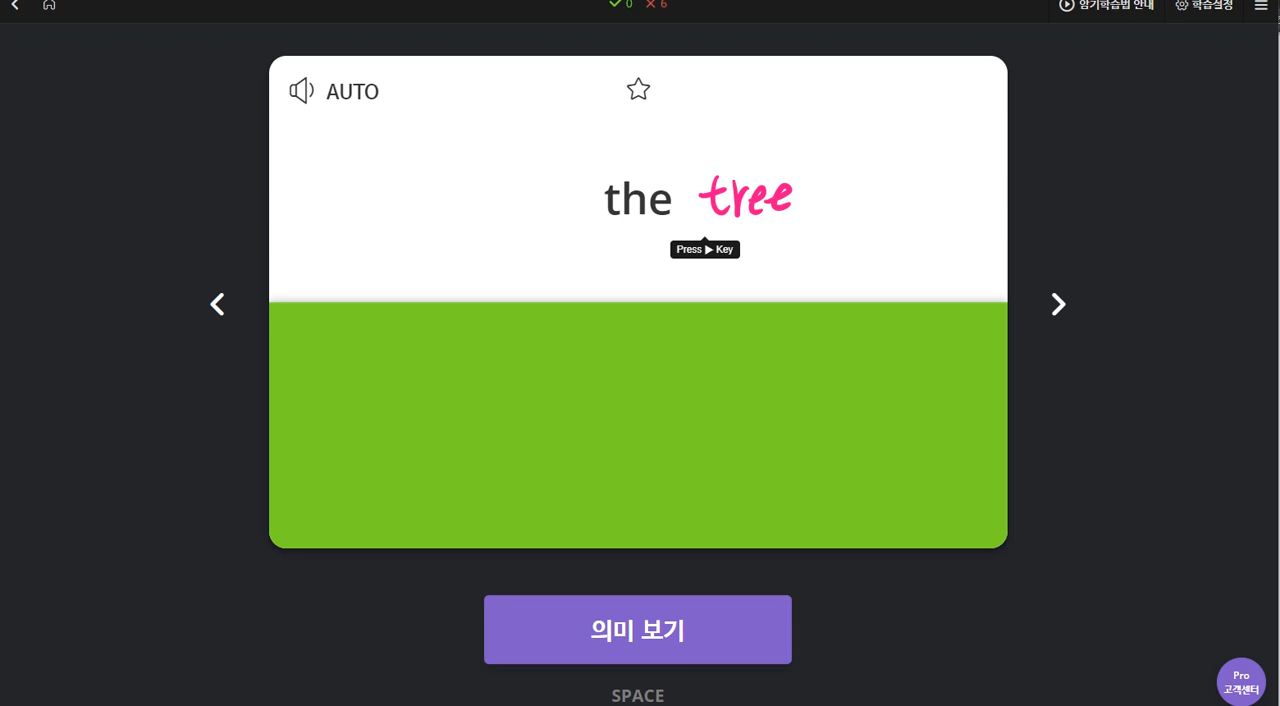 0 6 암기학습법 안내 학습설정
AUTO
the tree
Press ▶ Key
의미 보기
SPACE
Pro
고객센터